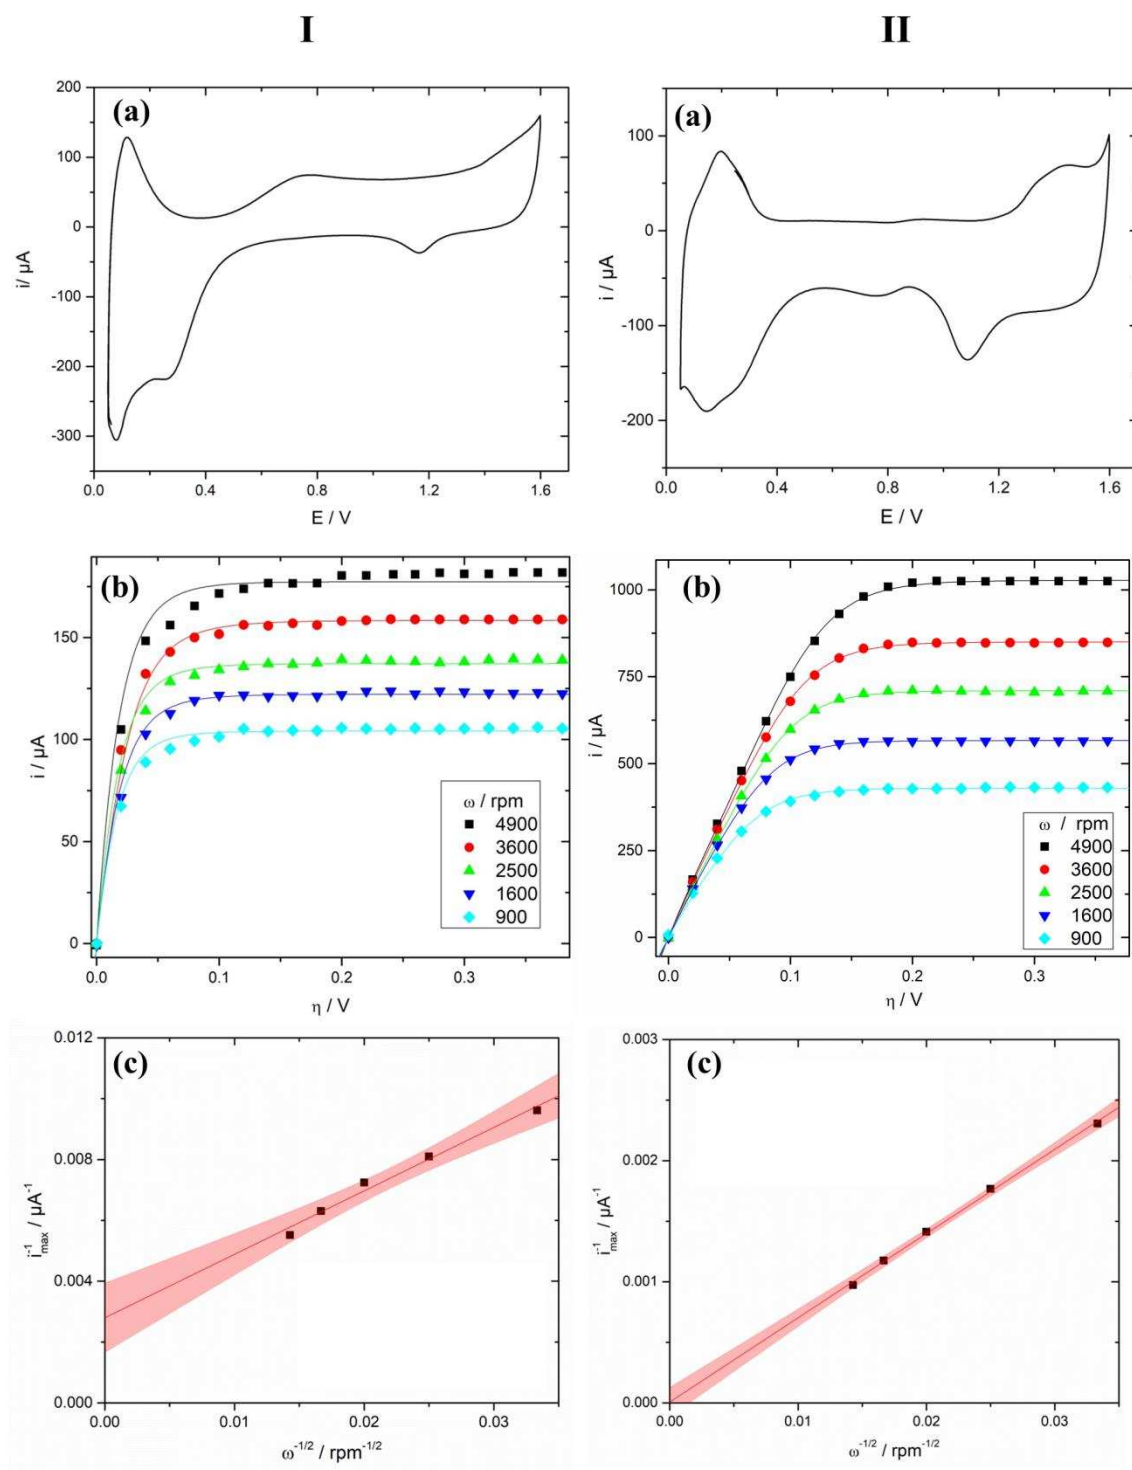 I
II
(a)
200
100
0
-100
-200
-300
i/ µA
0.0
0.4
0.8
1.2
1.6
E / V
(a)
100
0
-100
-200
i / µA
0.0
0.4
0.8
1.2
1.6
E / V
(b)
150
100
50
0
i / µA
0.0
0.1
0.2
0.3
η / V
ω / rpm
4900
3600
2500
1600
900
(b)
1000
750
500
250
0
i / µA
0.0
0.1
0.2
0.3
η / V
ω / rpm
4900
3600
2500
1600
900
(c)
0.012
0.008
0.004
0.000
i⁻¹max / µA⁻¹
0.00
0.01
0.02
0.03
ω⁻¹/² / rpm⁻¹/²
(c)
0.003
0.002
0.001
0.000
i⁻¹max / µA⁻¹
0.00
0.01
0.02
0.03
ω⁻¹/² / rpm⁻¹/²